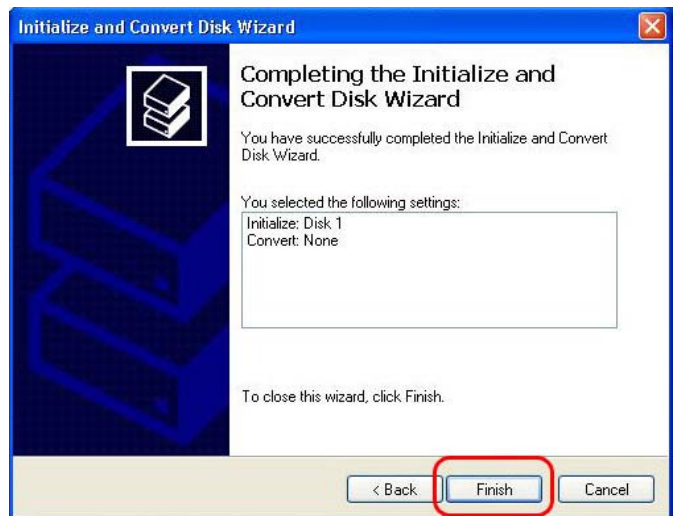 Initialize and Convert Disk Wizard
Completing the Initialize and
Convert Disk Wizard
You have successfully completed the Initialize and Convert
Disk Wizard.
You selected the following settings:
Initialize: Disk 1
Convert: None
To close this wizard, click Finish.
< Back Finish Cancel